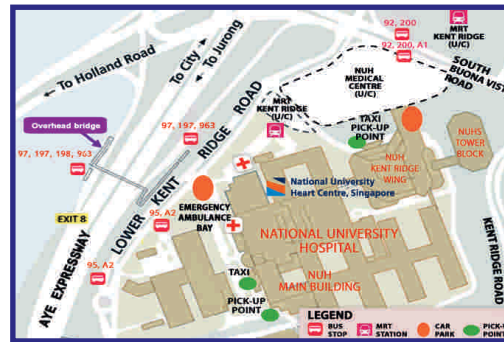 92, 200
MRT
KENT RIDGE
(U/C)
92, 200, A1
To Holland Road
To City
To Jurong
SOUTH
BUONA VISTA
ROAD
NUH
MEDICAL
CENTRE
(U/C)
MRT
KENT RIDGE
(U/C)
TAXI
PICK-UP
POINT
Overhead bridge
97, 197, 963
97, 197, 198, 963
LOWER KENT RIDGE ROAD
NUH
KENT RIDGE
WING
NUHS
TOWER
BLOCK
National University
Heart Centre, Singapore
EXIT 8
95, A2
EMERGENCY
AMBULANCE
BAY
NATIONAL UNIVERSITY
HOSPITAL
NUH
MAIN BUILDING
95, A2
AYE EXPRESSWAY
TAXI
PICK-UP
POINT
KENT RIDGE ROAD
LEGEND
BUS
STOP
MRT
STATION
CAR
PARK
PICK-
POINT